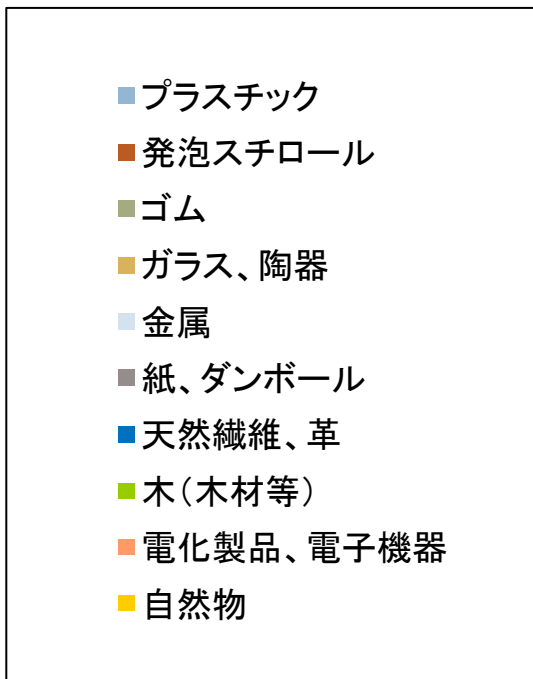 プラスチック
発泡スチロール
ゴム
ガラス、陶器
金属
紙、ダンボール
天然繊維、革
木(木材等)
電化製品、電子機器
自然物